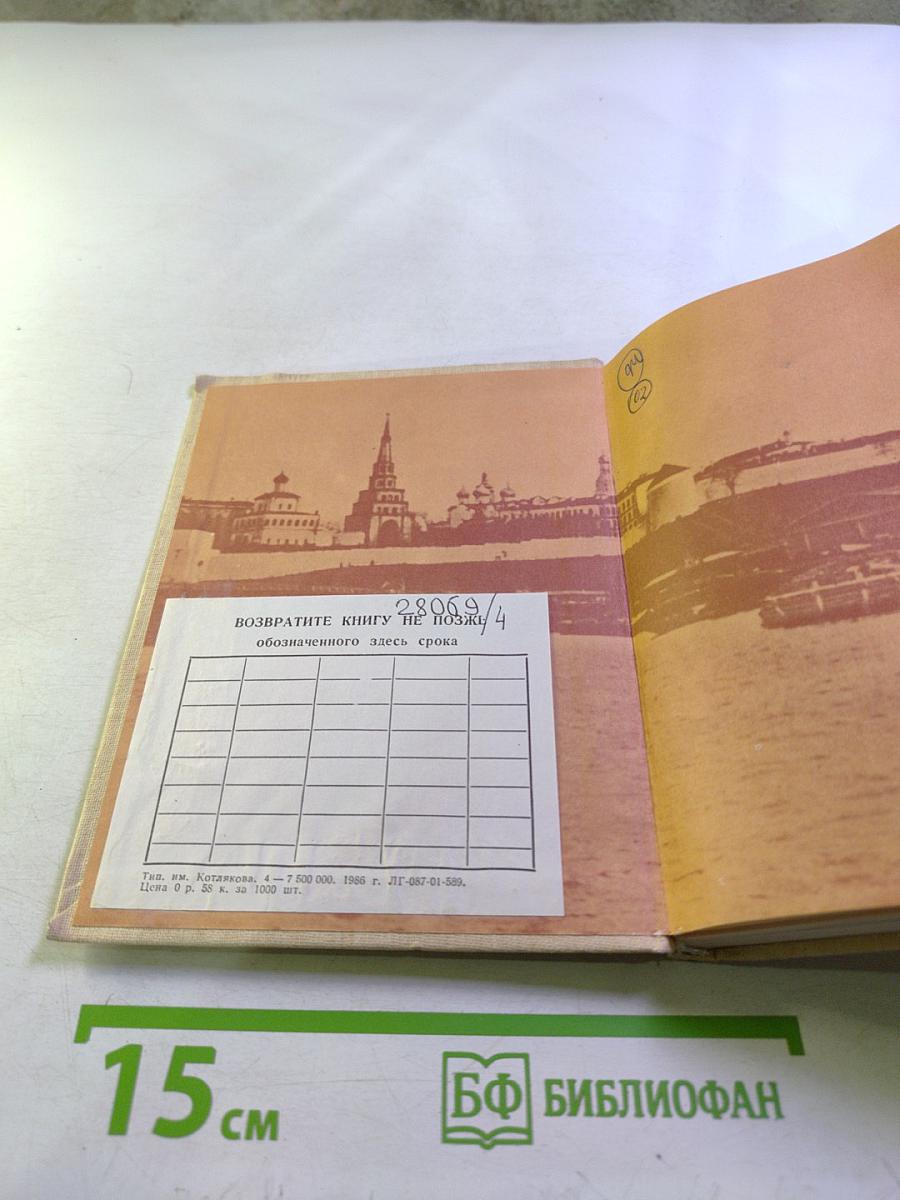 28069/4
ВОЗВРАТИТЕ КНИГУ НЕ ПОЗЖЕ
обозначенного здесь срока
Тип. им. Котлякова. 4 — 7 500 000. 1986 г. ЛГ-087-01-589.
Цена 0 р. 58 к. за 1000 шт.
02
15 см
БФ БИБЛИОФАН